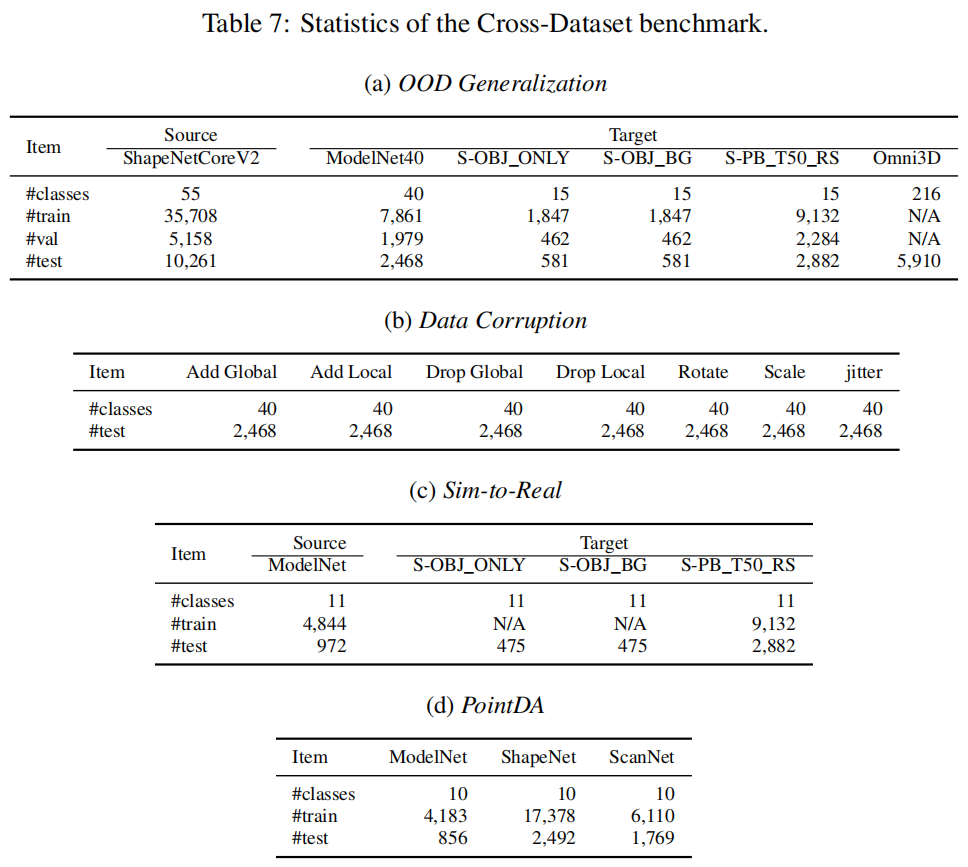 Table 7: Statistics of the Cross-Dataset benchmark.
(a) OOD Generalization
Item Source Target
ShapeNetCoreV2 ModelNet40 S-OBJ_ONLY S-OBJ_BG S-PB_T50_RS Omni3D
#classes 55 40 15 15 15 216
#train 35,708 7,861 1,847 1,847 9,132 N/A
#val 5,158 1,979 462 462 2,284 N/A
#test 10,261 2,468 581 581 2,882 5,910
(b) Data Corruption
Item Add Global Add Local Drop Global Drop Local Rotate Scale jitter
#classes 40 40 40 40 40 40 40
#test 2,468 2,468 2,468 2,468 2,468 2,468 2,468
(c) Sim-to-Real
Item Source Target
ModelNet S-OBJ_ONLY S-OBJ_BG S-PB_T50_RS
#classes 11 11 11 11
#train 4,844 N/A N/A 9,132
#test 972 475 475 2,882
(d) PointDA
Item ModelNet ShapeNet ScanNet
#classes 10 10 10
#train 4,183 17,378 6,110
#test 856 2,492 1,769